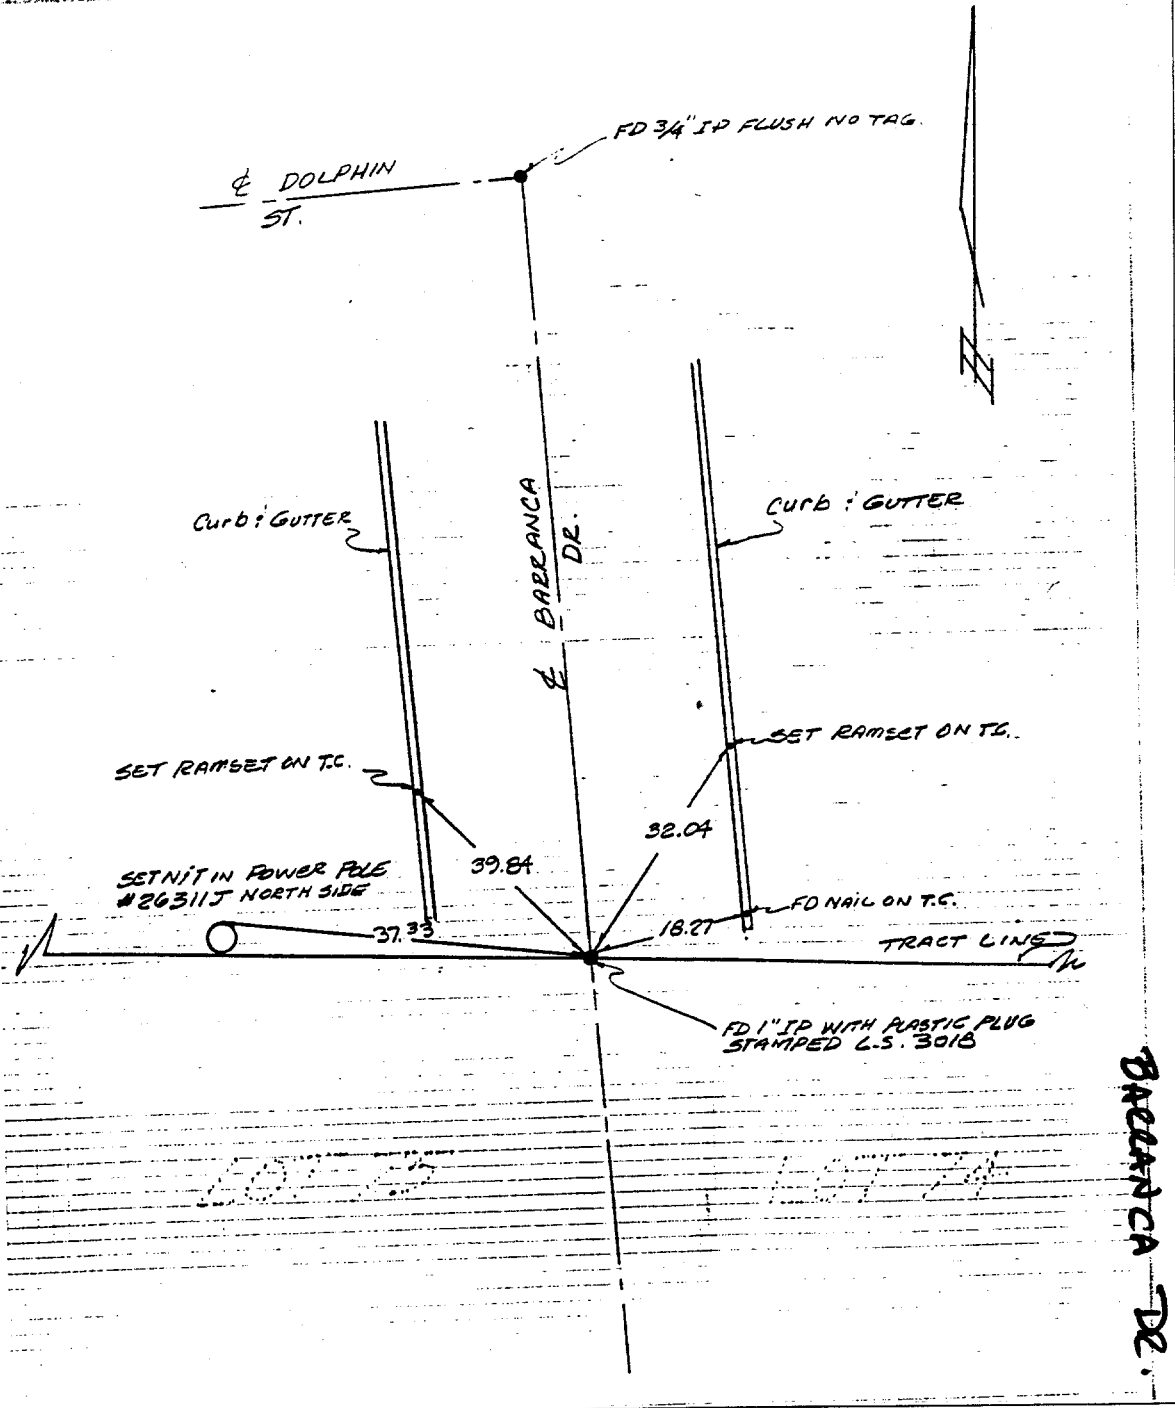 FD 3/4" IP FLUSH NO TAG.
℄ DOLPHIN
ST.
Curb & GUTTER
℄ BARRANCA
DR.
Curb & GUTTER
SET RAMSET ON T.C.
SET RAMSET ON T.C.
32.04
39.84
SET N/T IN POWER POLE
#26311J NORTH SIDE
37.33
18.27
FD NAIL ON T.C.
TRACT LINE
FD 1" IP WITH PLASTIC PLUG
STAMPED L.S. 3018
BARRANCA DR.